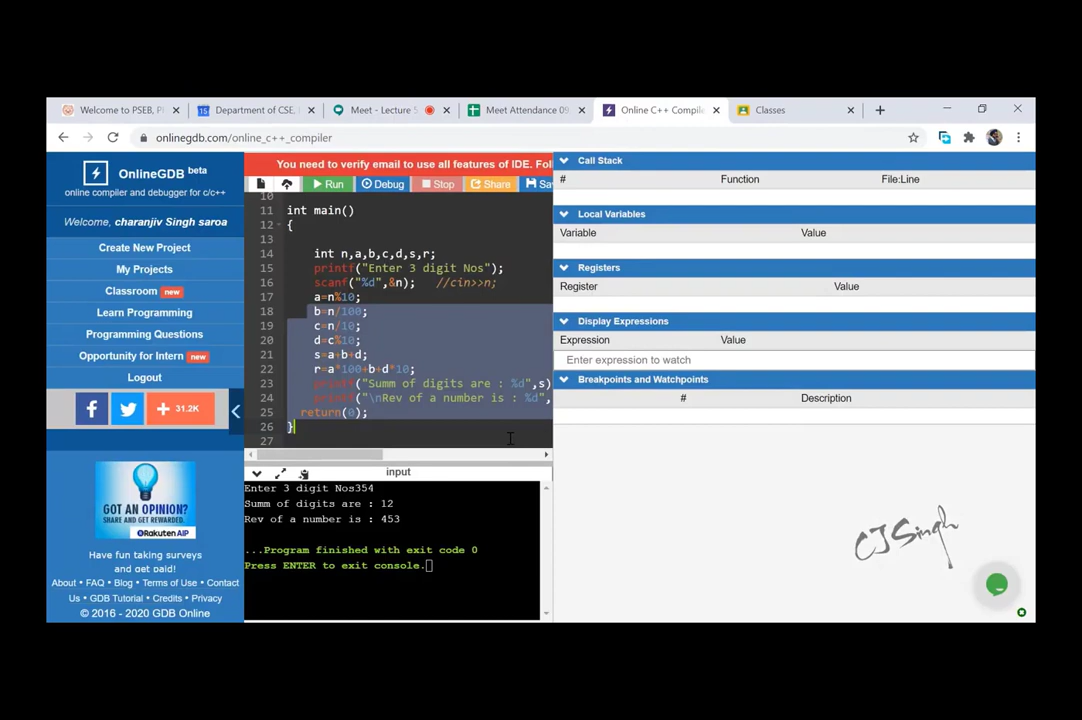 Welcome to PSEB, P
Department of CSE,
Meet - Lecture 5
Meet Attendance 09
Online C++ Compile
Classes
onlinegdb.com/online_c++_compiler
OnlineGDB beta
online compiler and debugger for c/c++
Welcome, charanjiv Singh saroa
Create New Project
My Projects
Classroom new
Learn Programming
Programming Questions
Opportunity for Intern new
Logout
31.2K
GOT AN OPINION?
SHARE AND GET REWARDED.
Rakuten AIP
Have fun taking surveys
and get paid!
About • FAQ • Blog • Terms of Use • Contact
Us • GDB Tutorial • Credits • Privacy
© 2016 - 2020 GDB Online
You need to verify email to use all features of IDE. Fol
Run Debug Stop Share Sav
10
11 int main()
12 {
13
14 int n,a,b,c,d,s,r;
15 printf("Enter 3 digit Nos");
16 scanf("%d",&n); //cin>>n;
17 a=n%10;
18 b=n/100;
19 c=n/10;
20 d=c%10;
21 s=a+b+d;
22 r=a*100+b+d*10;
23 printf("Summ of digits are : %d",s)
24 printf("\nRev of a number is : %d",
25 return(0);
26 }
27
input
Enter 3 digit Nos354
Summ of digits are : 12
Rev of a number is : 453
...Program finished with exit code 0
Press ENTER to exit console.
Call Stack
# Function File:Line
Local Variables
Variable Value
Registers
Register Value
Display Expressions
Expression Value
Enter expression to watch
Breakpoints and Watchpoints
# Description
CJSingh